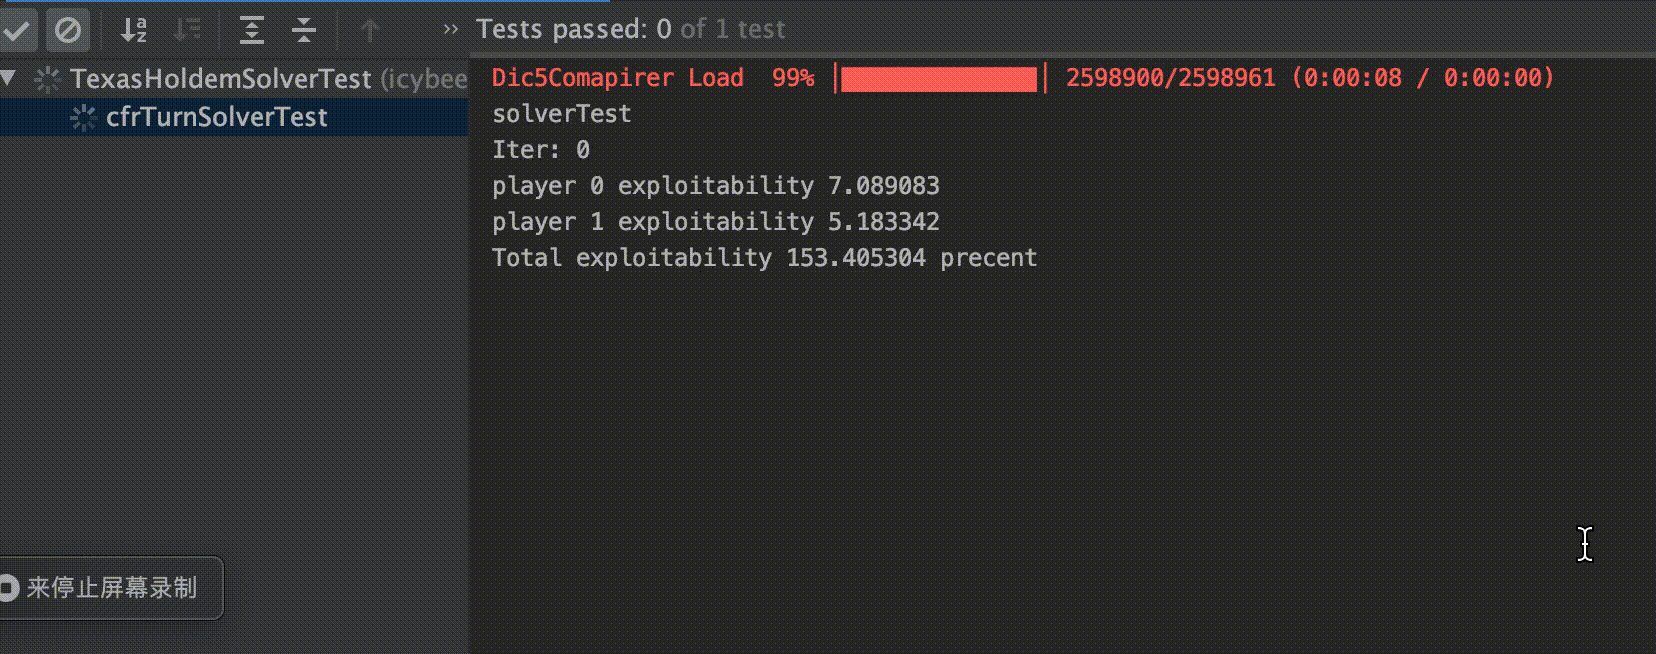 Tests passed: 0 of 1 test
TexasHoldemSolverTest (icybee
cfrTurnSolverTest
Dic5Comapirer Load 99% 2598900/2598961 (0:00:08 / 0:00:00)
solverTest
Iter: 0
player 0 exploitability 7.089083
player 1 exploitability 5.183342
Total exploitability 153.405304 precent
来停止屏幕录制